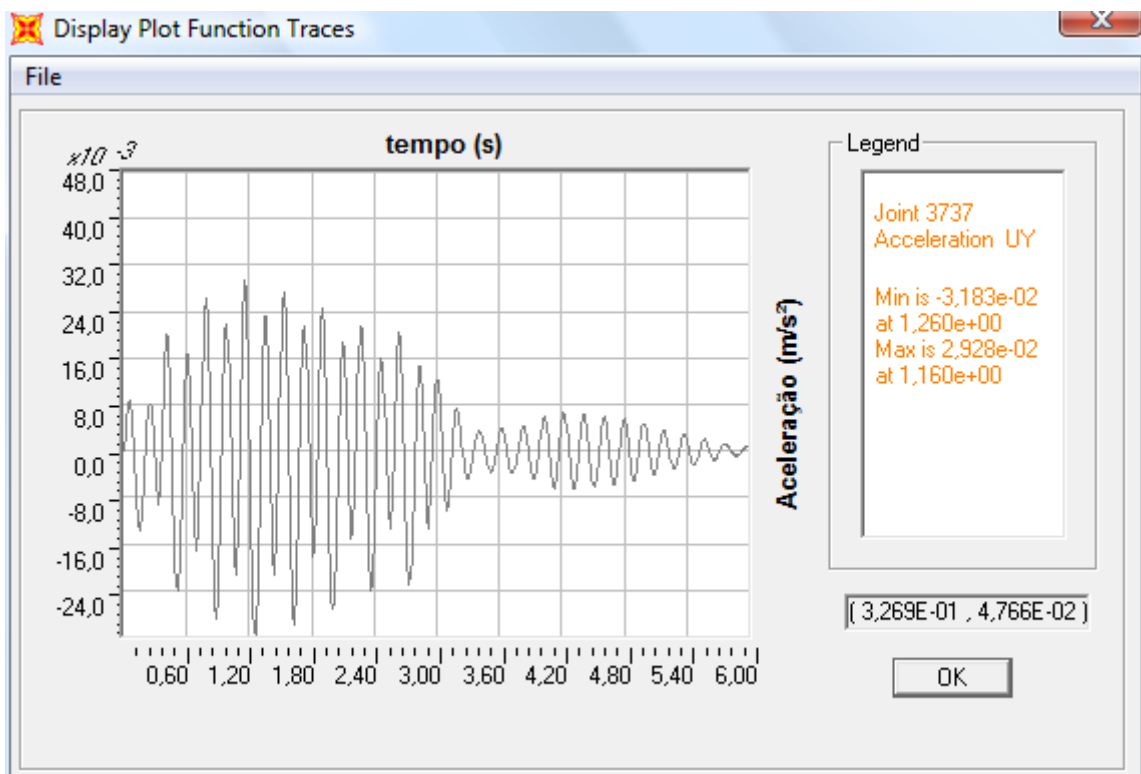 Display Plot Function Traces
File
tempo (s)
x10 -3
48,0
40,0
32,0
24,0
16,0
8,0
0,0
-8,0
-16,0
-24,0
0,60 1,20 1,80 2,40 3,00 3,60 4,20 4,80 5,40 6,00
Aceleração (m/s²)
Legend
Joint 3737
Acceleration UY
Min is -3,183e-02
at 1,260e+00
Max is 2,928e-02
at 1,160e+00
( 3,269E-01 , 4,766E-02 )
OK